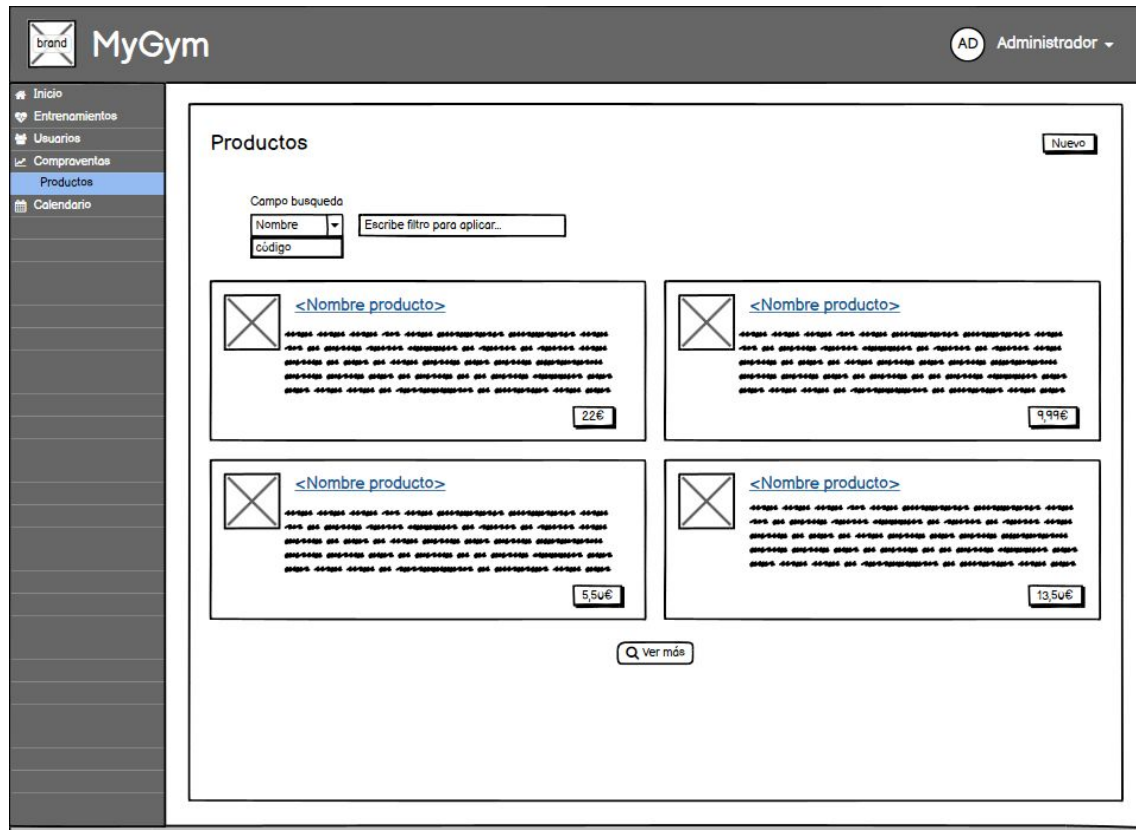 brand
MyGym
AD
Administrador
Inicio
Entrenamientos
Usuarios
Compraventas
Productos
Calendario
Productos
Nuevo
Campo busqueda
Nombre
Escribe filtro para aplicar...
código
<Nombre producto>
22€
<Nombre producto>
9,99€
<Nombre producto>
5,50€
<Nombre producto>
13,50€
Ver más